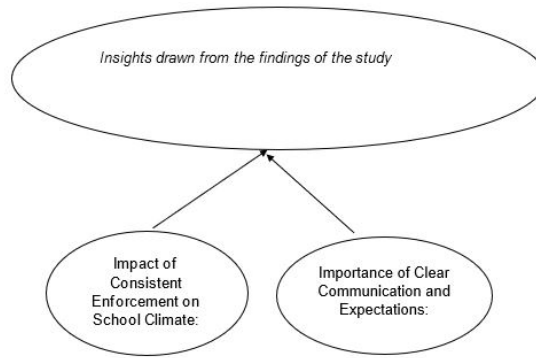 Insights drawn from the findings of the study
Impact of
Consistent
Enforcement on
School Climate:
Importance of Clear
Communication and
Expectations: